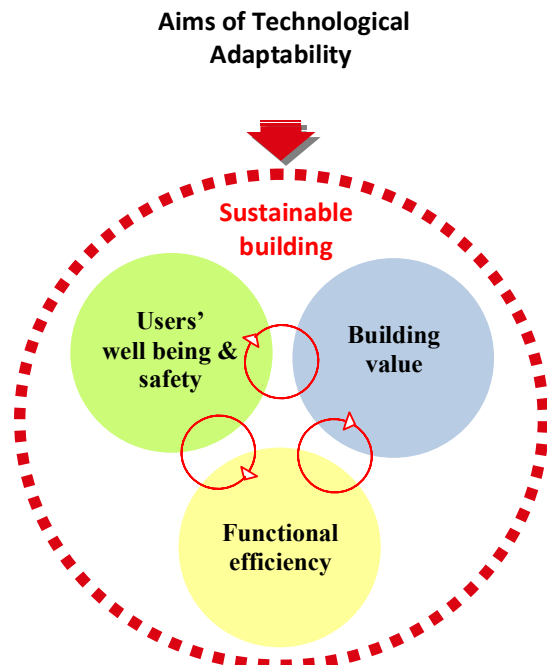 Aims of Technological
Adaptability
Sustainable
building
Users’
well being &
safety
Building
value
Functional
efficiency